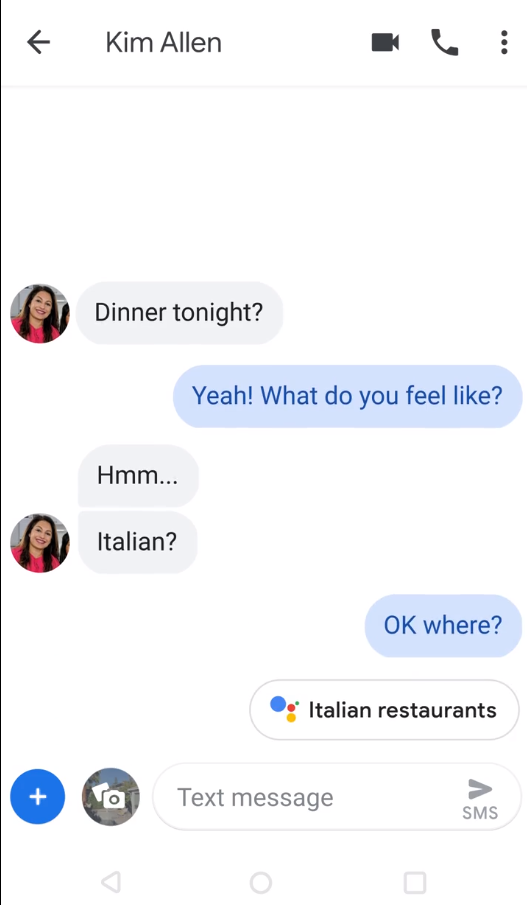 Kim Allen
Dinner tonight?
Yeah! What do you feel like?
Hmm...
Italian?
OK where?
Italian restaurants
Text message
SMS